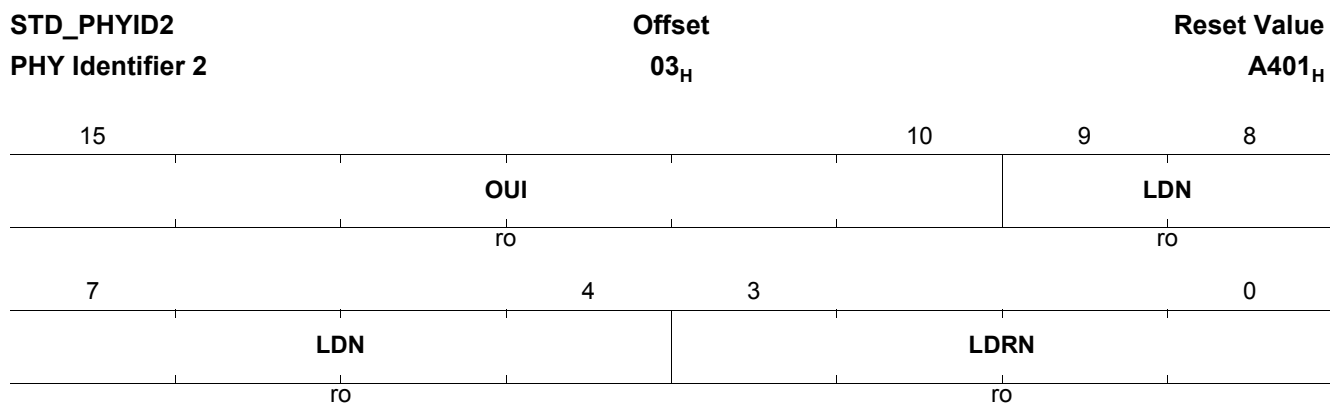 STD_PHYID2 Offset Reset Value
PHY Identifier 2 03H A401H
15 10 9 8
OUI LDN
ro ro
7 4 3 0
LDN LDRN
ro ro